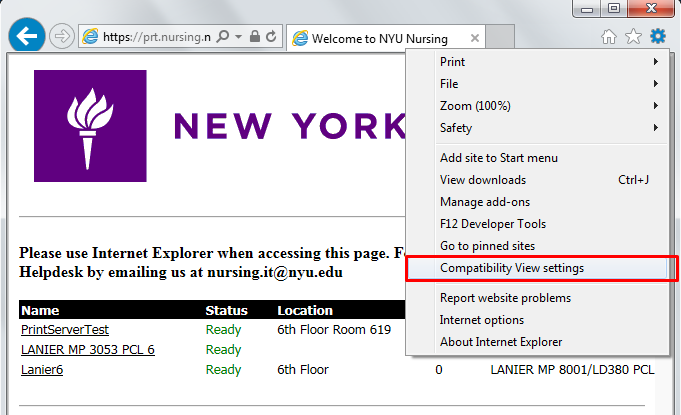 https://prt.nursing.n
Welcome to NYU Nursing
NEW YORK
Print
File
Zoom (100%)
Safety
Add site to Start menu
View downloads Ctrl+J
Manage add-ons
F12 Developer Tools
Go to pinned sites
Compatibility View settings
Report website problems
Internet options
About Internet Explorer
Please use Internet Explorer when accessing this page.
Helpdesk by emailing us at nursing.it@nyu.edu
Name Status Location
PrintServerTest Ready 6th Floor Room 619
LANIER MP 3053 PCL 6 Ready
Lanier6 Ready 6th Floor 0 LANIER MP 8001/LD380 PCL